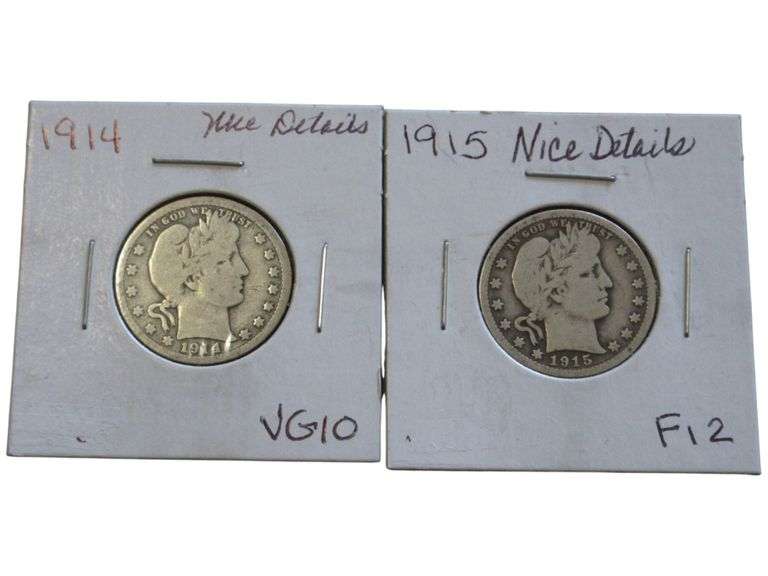 1914 Nice Details
IN GOD WE TRUST
1914
VG10
1915 Nice Details
IN GOD WE TRUST
1915
F12